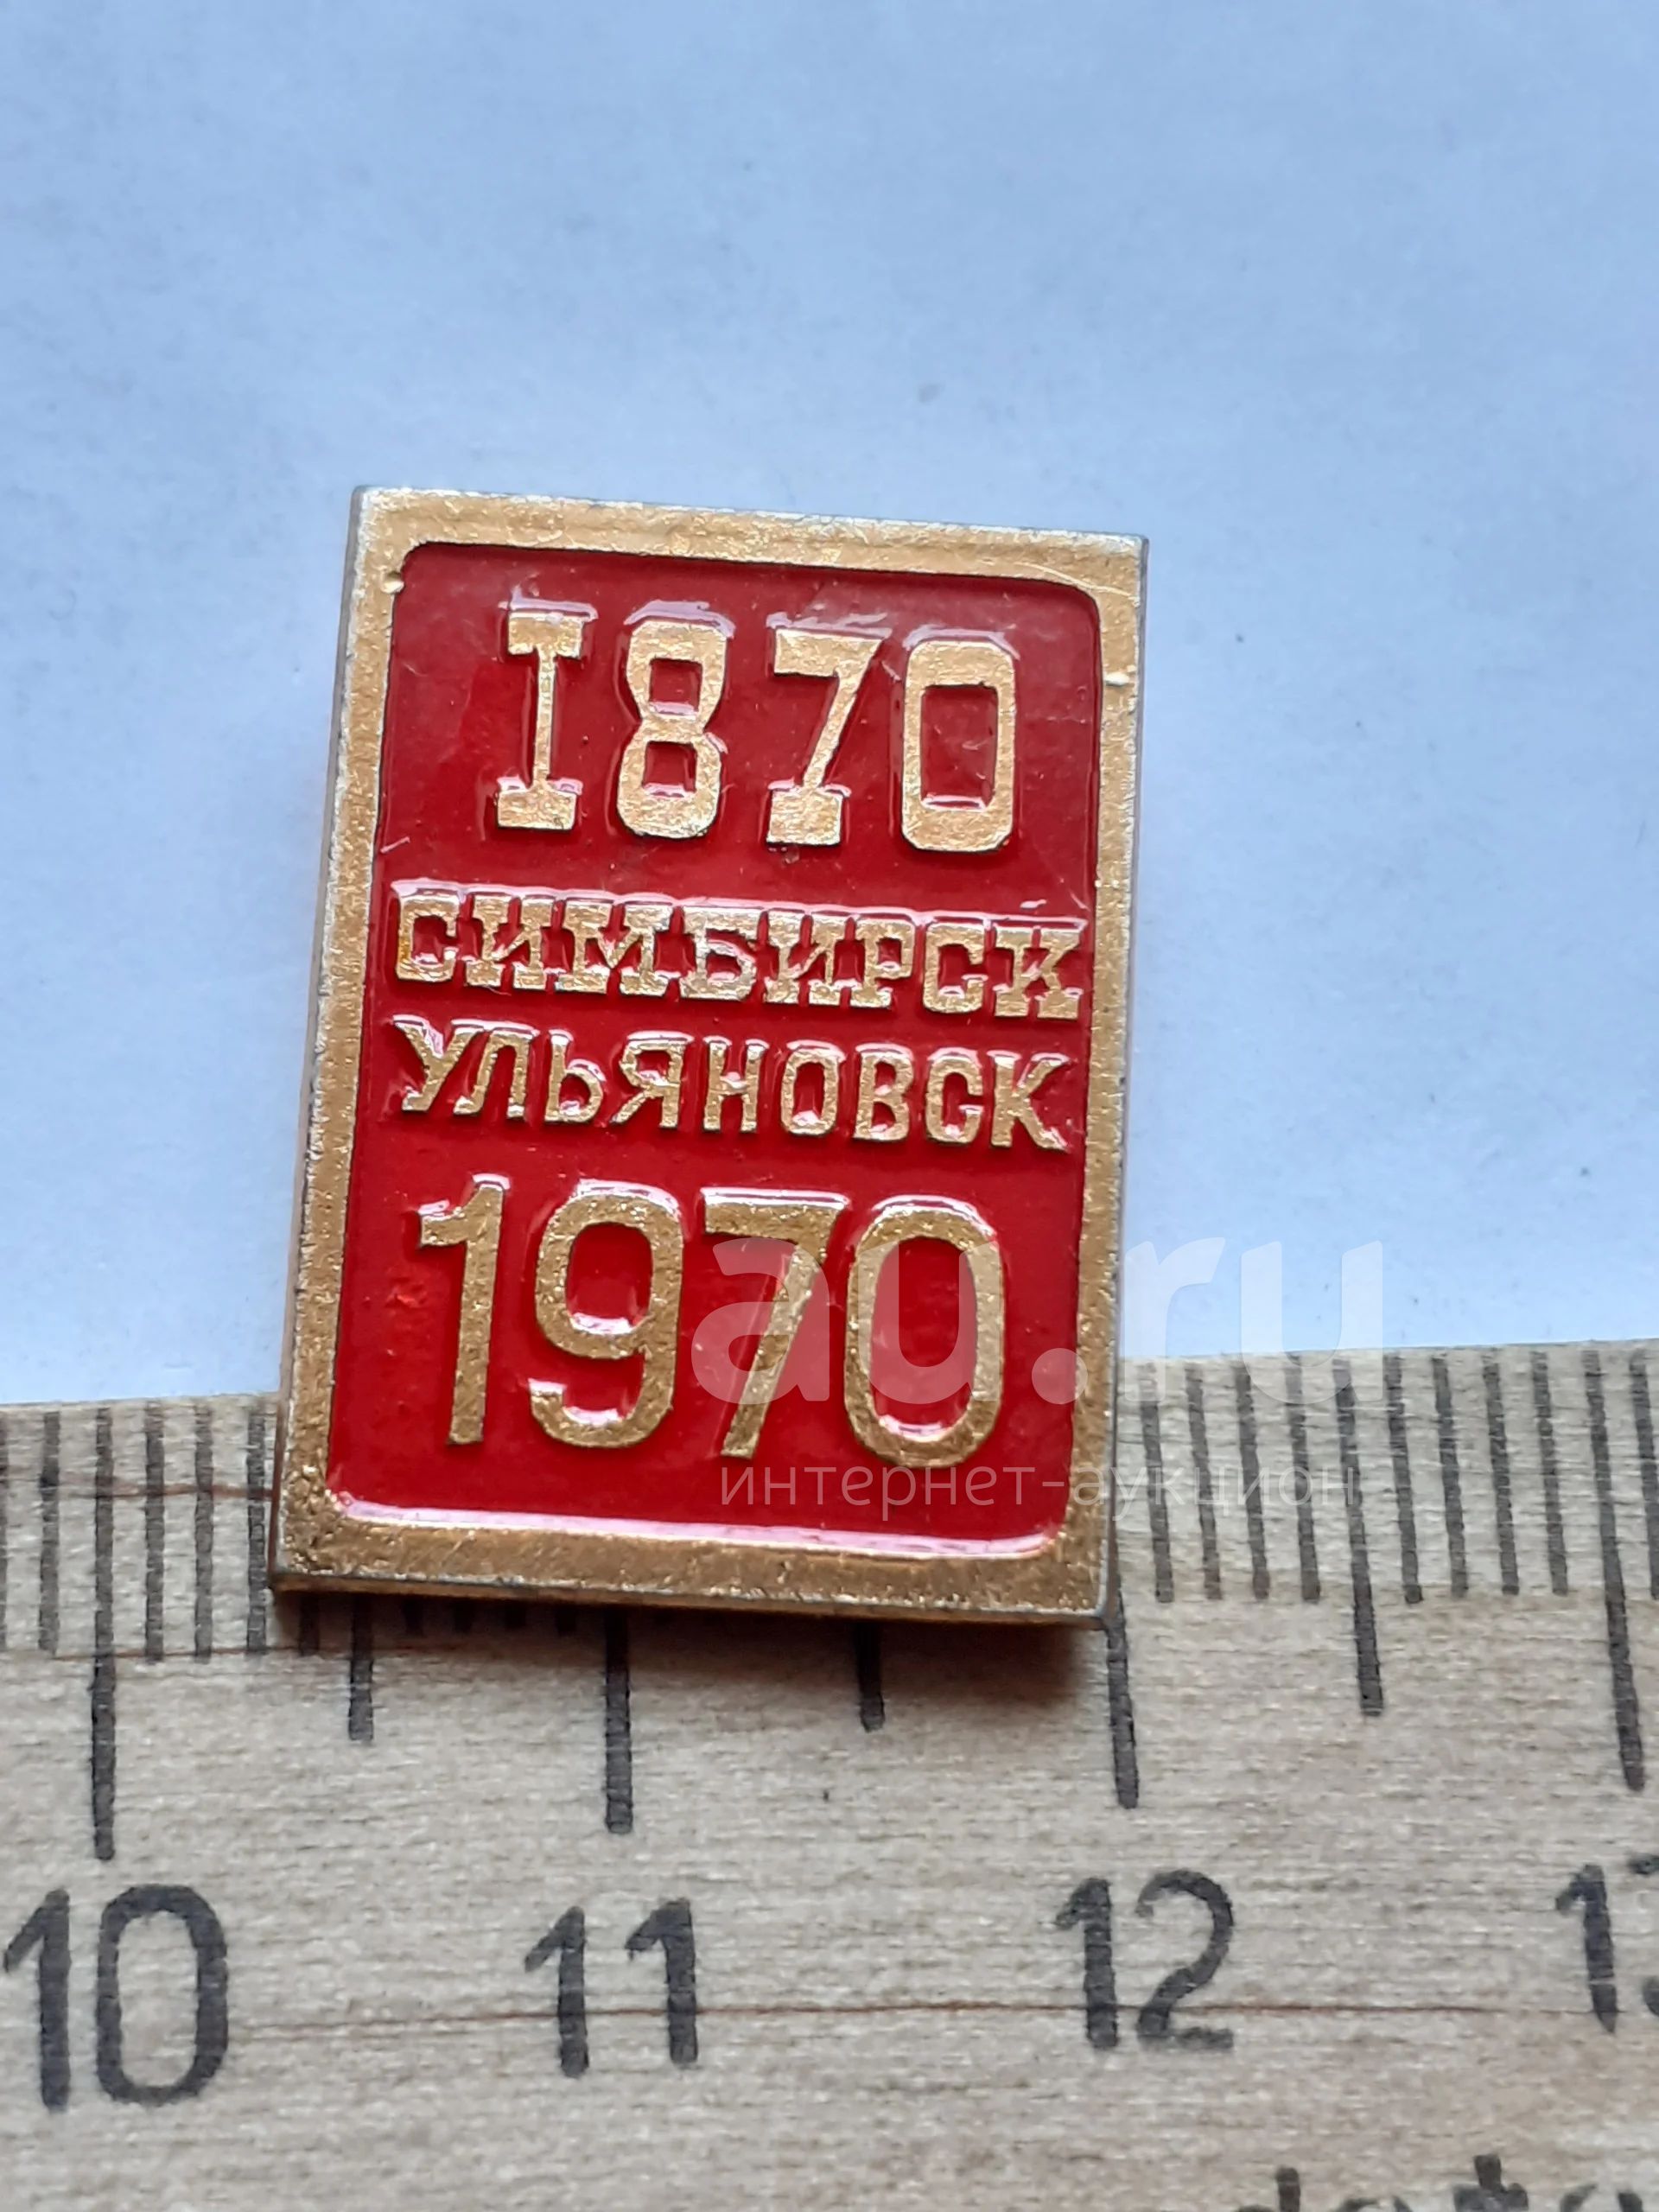 1870
СИМБИРСК
УЛЬЯНОВСК
1970
au.ru
интернет-аукцион
10 11 12